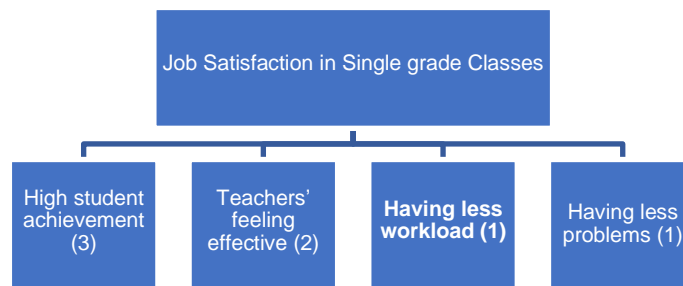 Job Satisfaction in Single grade Classes
High student
achievement
(3)
Teachers’
feeling
effective (2)
Having less
workload (1)
Having less
problems (1)